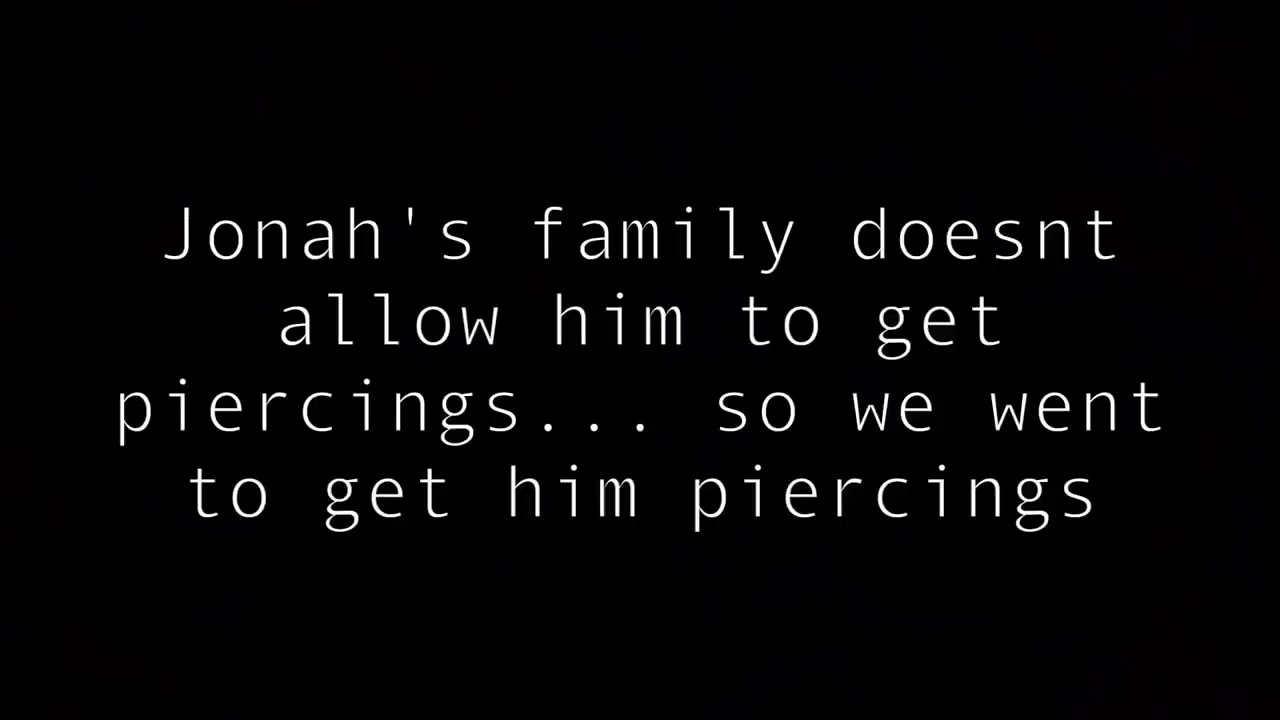 Jonah's family doesnt
allow him to get
piercings... so we went
to get him piercings